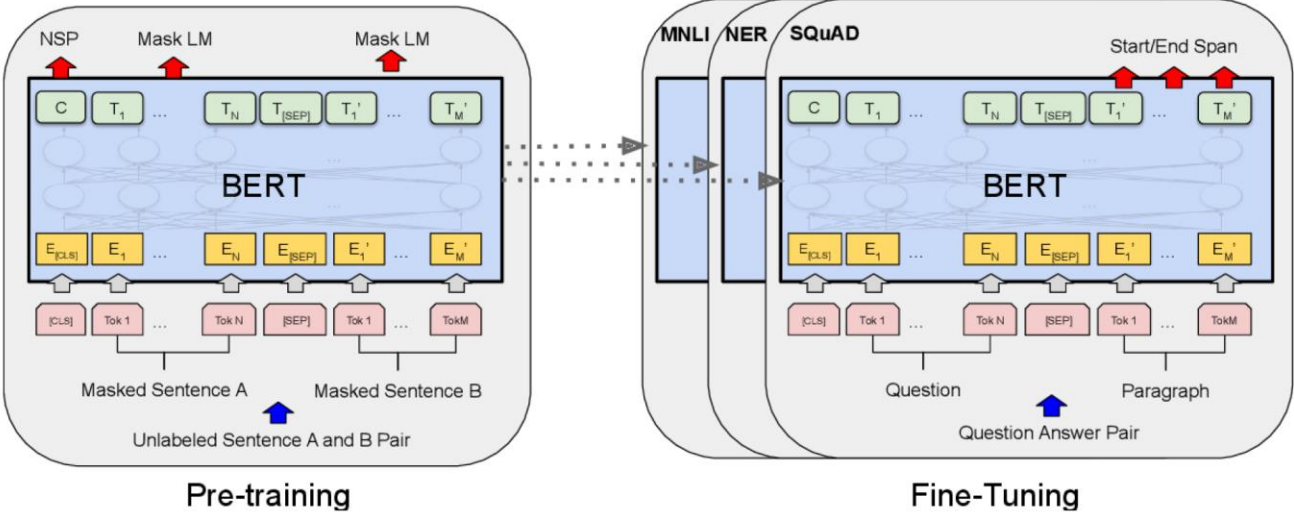 NSP Mask LM Mask LM
C T1 ... TN T[SEP] T1' ... TM'
...
BERT
...
E[CLS] E1 ... EN E[SEP] E1' ... EM'
[CLS] Tok 1 ... Tok N [SEP] Tok 1 ... TokM
Masked Sentence A Masked Sentence B
Unlabeled Sentence A and B Pair
Pre-training
MNLI NER SQuAD
Start/End Span
C T1 ... TN T[SEP] T1' ... TM'
...
BERT
...
E[CLS] E1 ... EN E[SEP] E1' ... EM'
[CLS] Tok 1 ... Tok N [SEP] Tok 1 ... TokM
Question Paragraph
Question Answer Pair
Fine-Tuning